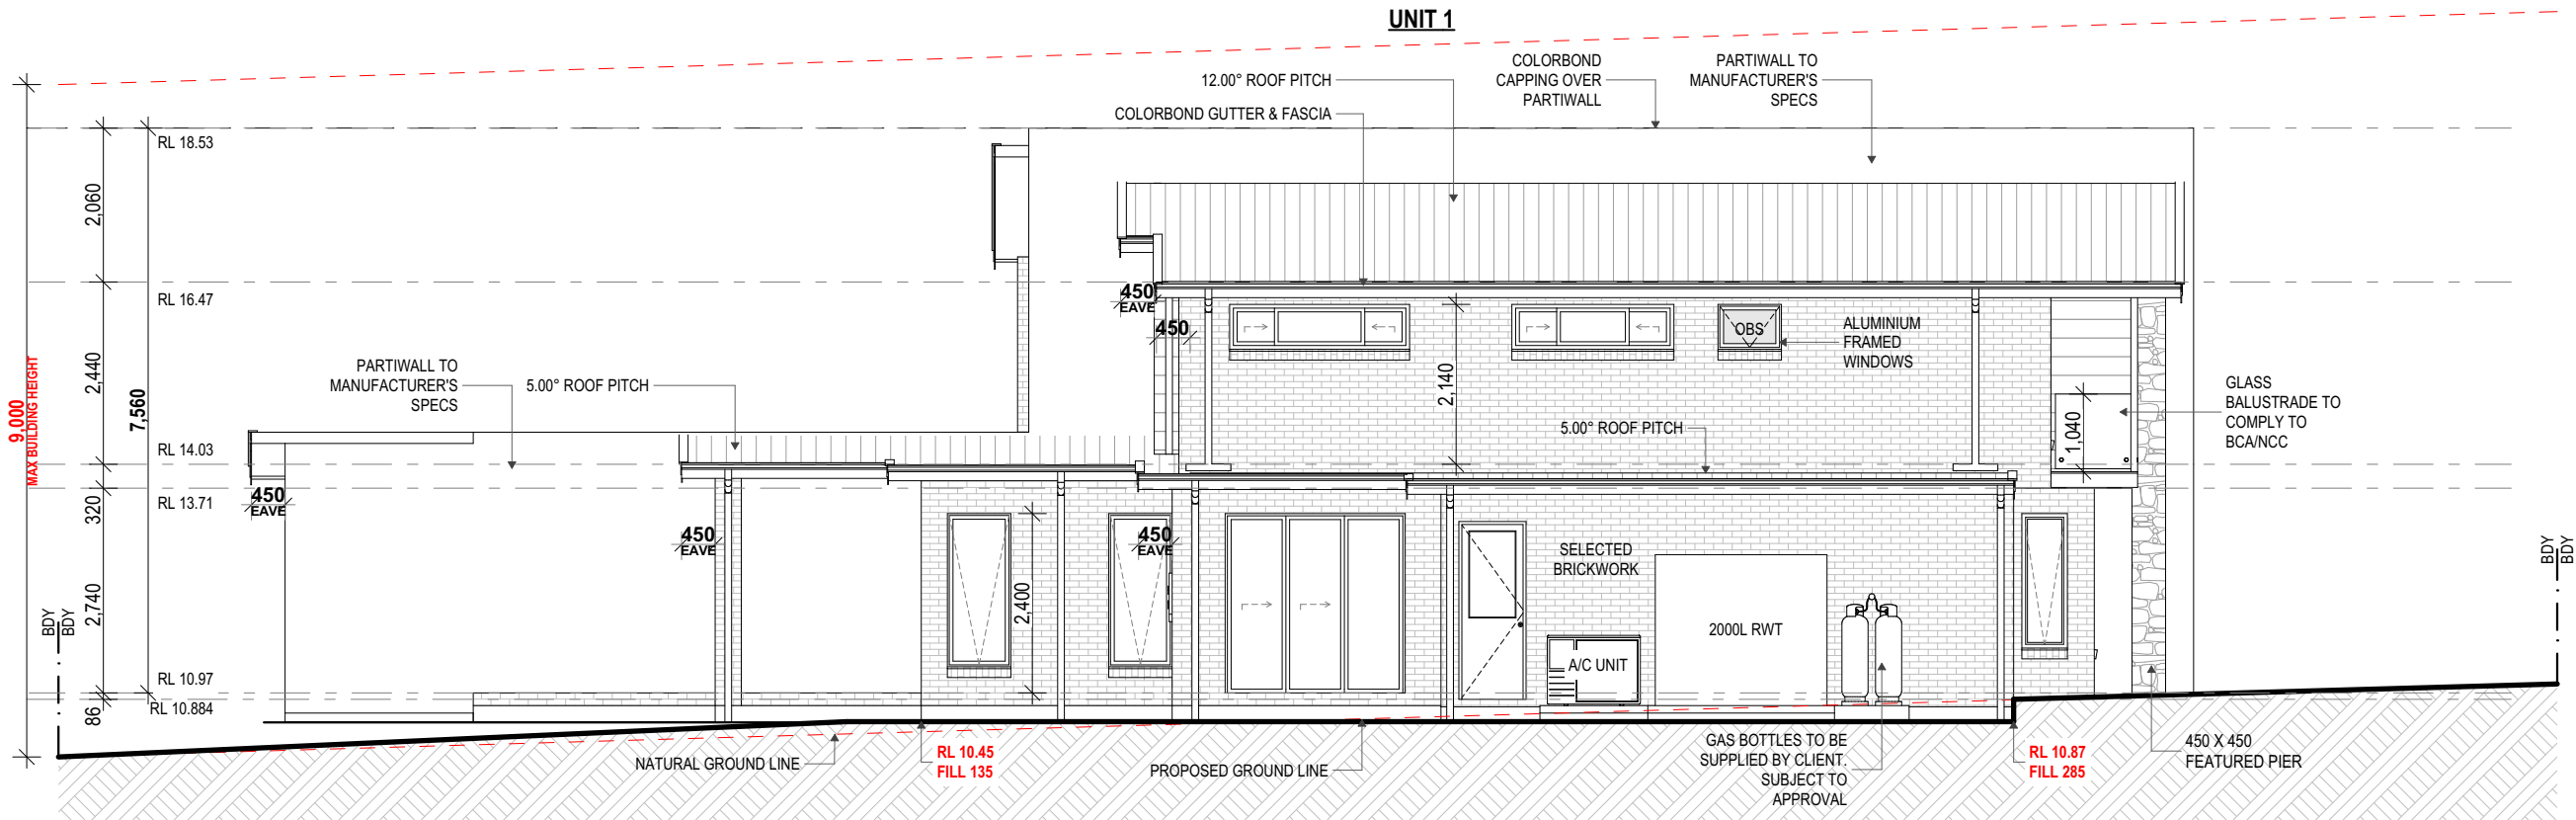 UNIT 1
12.00° ROOF PITCH
COLORBOND GUTTER & FASCIA
COLORBOND
CAPPING OVER
PARTIWALL
PARTIWALL TO
MANUFACTURER'S
SPECS
RL 18.53
2,060
RL 16.47
450
EAVE
450
OBS
ALUMINIUM
FRAMED
WINDOWS
9,000
MAX BUILDING HEIGHT
2,440
7,560
PARTIWALL TO
MANUFACTURER'S
SPECS
5.00° ROOF PITCH
2,140
5.00° ROOF PITCH
1,040
GLASS
BALUSTRADE TO
COMPLY TO
BCA/NCC
RL 14.03
320
RL 13.71
450
EAVE
450
EAVE
450
EAVE
2,740
2,400
SELECTED
BRICKWORK
2000L RWT
A/C UNIT
BDY
BDY
BDY
BDY
RL 10.97
RL 10.884
86
NATURAL GROUND LINE
RL 10.45
FILL 135
PROPOSED GROUND LINE
GAS BOTTLES TO BE
SUPPLIED BY CLIENT.
SUBJECT TO
APPROVAL
RL 10.87
FILL 285
450 X 450
FEATURED PIER